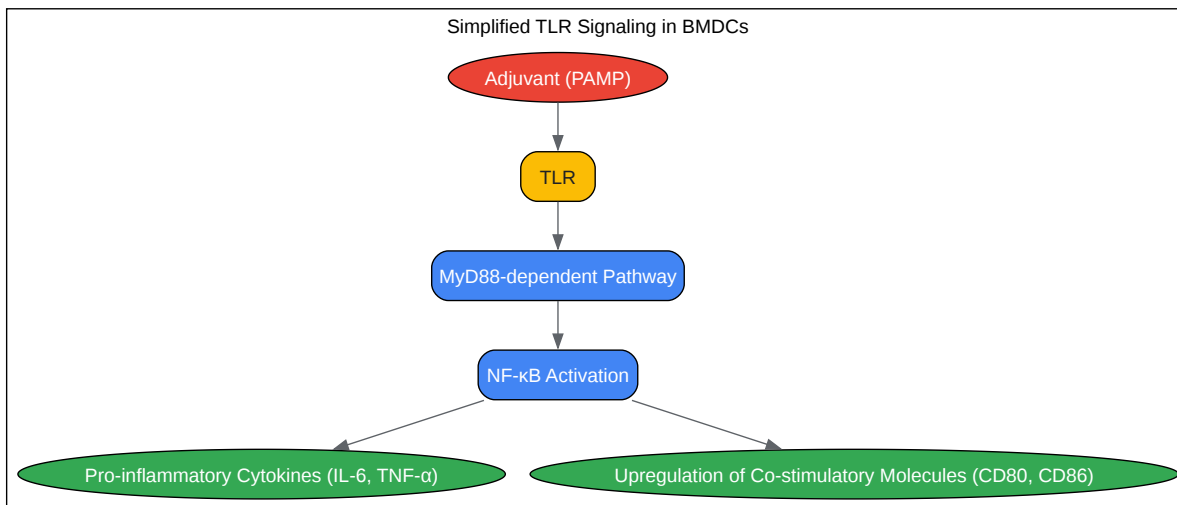 Simplified TLR Signaling in BMDCs
Adjuvant (PAMP)
TLR
MyD88-dependent Pathway
NF-κB Activation
Pro-inflammatory Cytokines (IL-6, TNF-α)
Upregulation of Co-stimulatory Molecules (CD80, CD86)